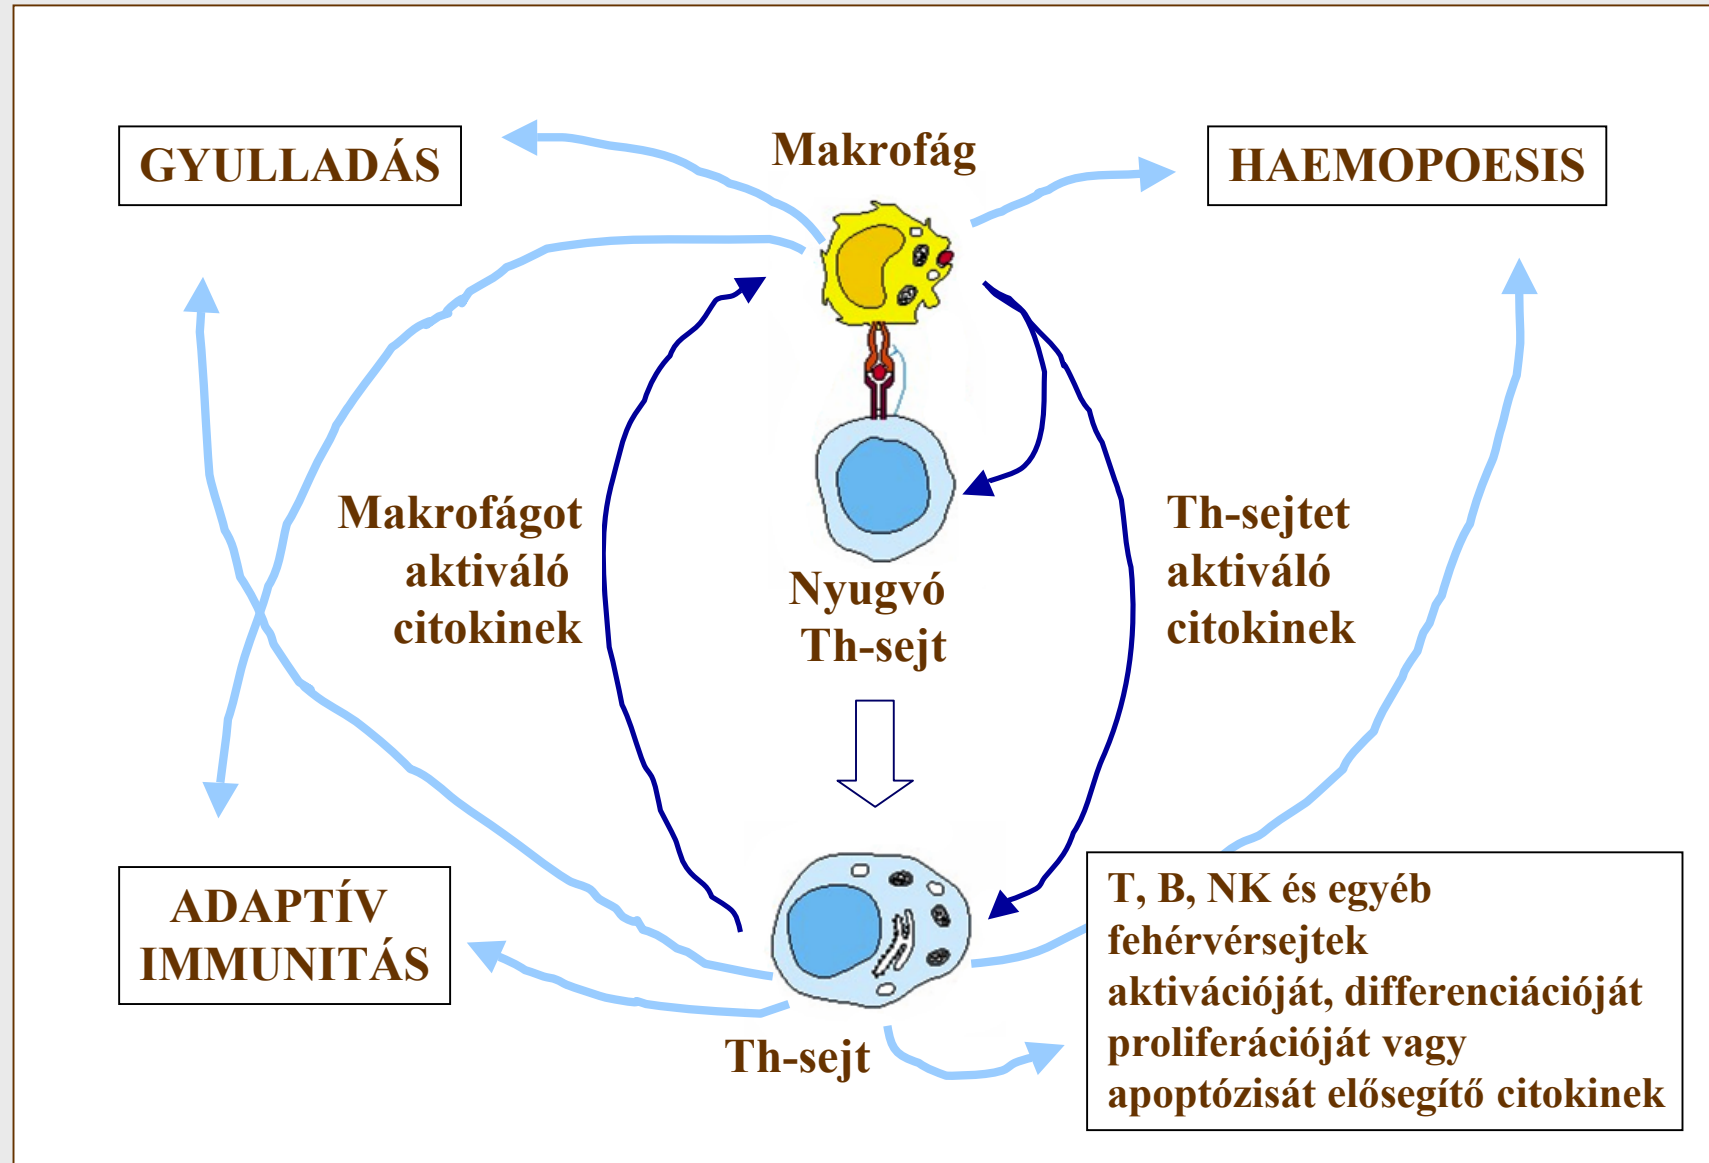 GYULLADÁS
Makrofág
HAEMOPOESIS
Makrofágot
aktiváló
citokinek
Nyugvó
Th-sejt
Th-sejtet
aktiváló
citokinek
ADAPTÍV
IMMUNITÁS
Th-sejt
T, B, NK és egyéb
fehérvérsejtek
aktivációját, differenciációját
proliferációját vagy
apoptózisát elősegítő citokinek